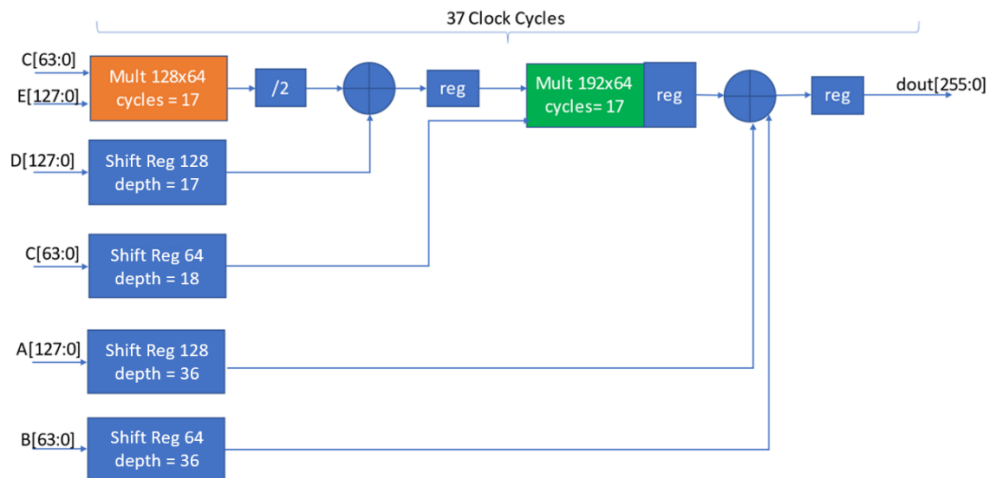 37 Clock Cycles
C[63:0]
E[127:0]
Mult 128x64
cycles = 17
/2
reg
Mult 192x64
cycles= 17
reg
reg
dout[255:0]
D[127:0]
Shift Reg 128
depth = 17
C[63:0]
Shift Reg 64
depth = 18
A[127:0]
Shift Reg 128
depth = 36
B[63:0]
Shift Reg 64
depth = 36